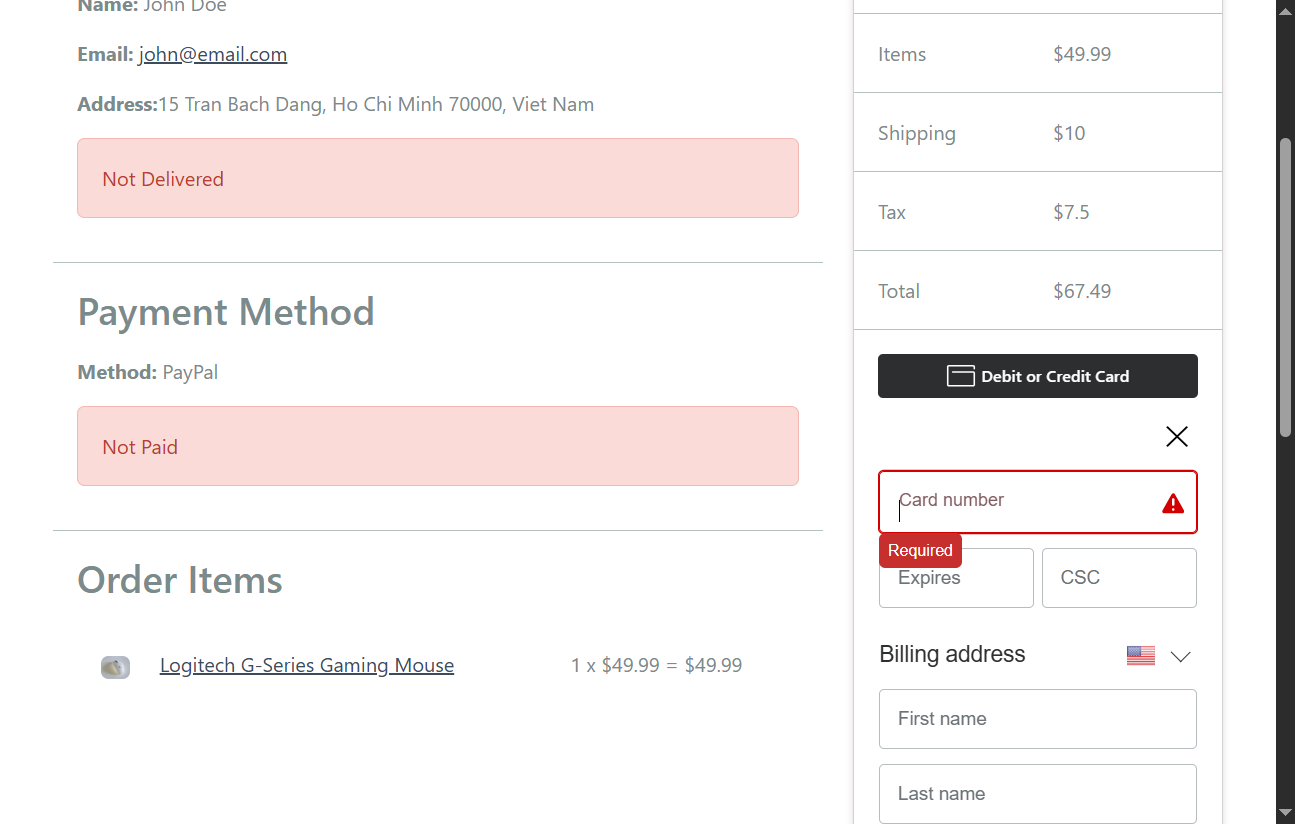 Name: John Doe
Email: john@email.com
Address:15 Tran Bach Dang, Ho Chi Minh 70000, Viet Nam
Not Delivered
Payment Method
Method: PayPal
Not Paid
Order Items
Logitech G-Series Gaming Mouse 1 x $49.99 = $49.99
Items $49.99
Shipping $10
Tax $7.5
Total $67.49
Debit or Credit Card
Card number
Required
Expires CSC
Billing address
First name
Last name